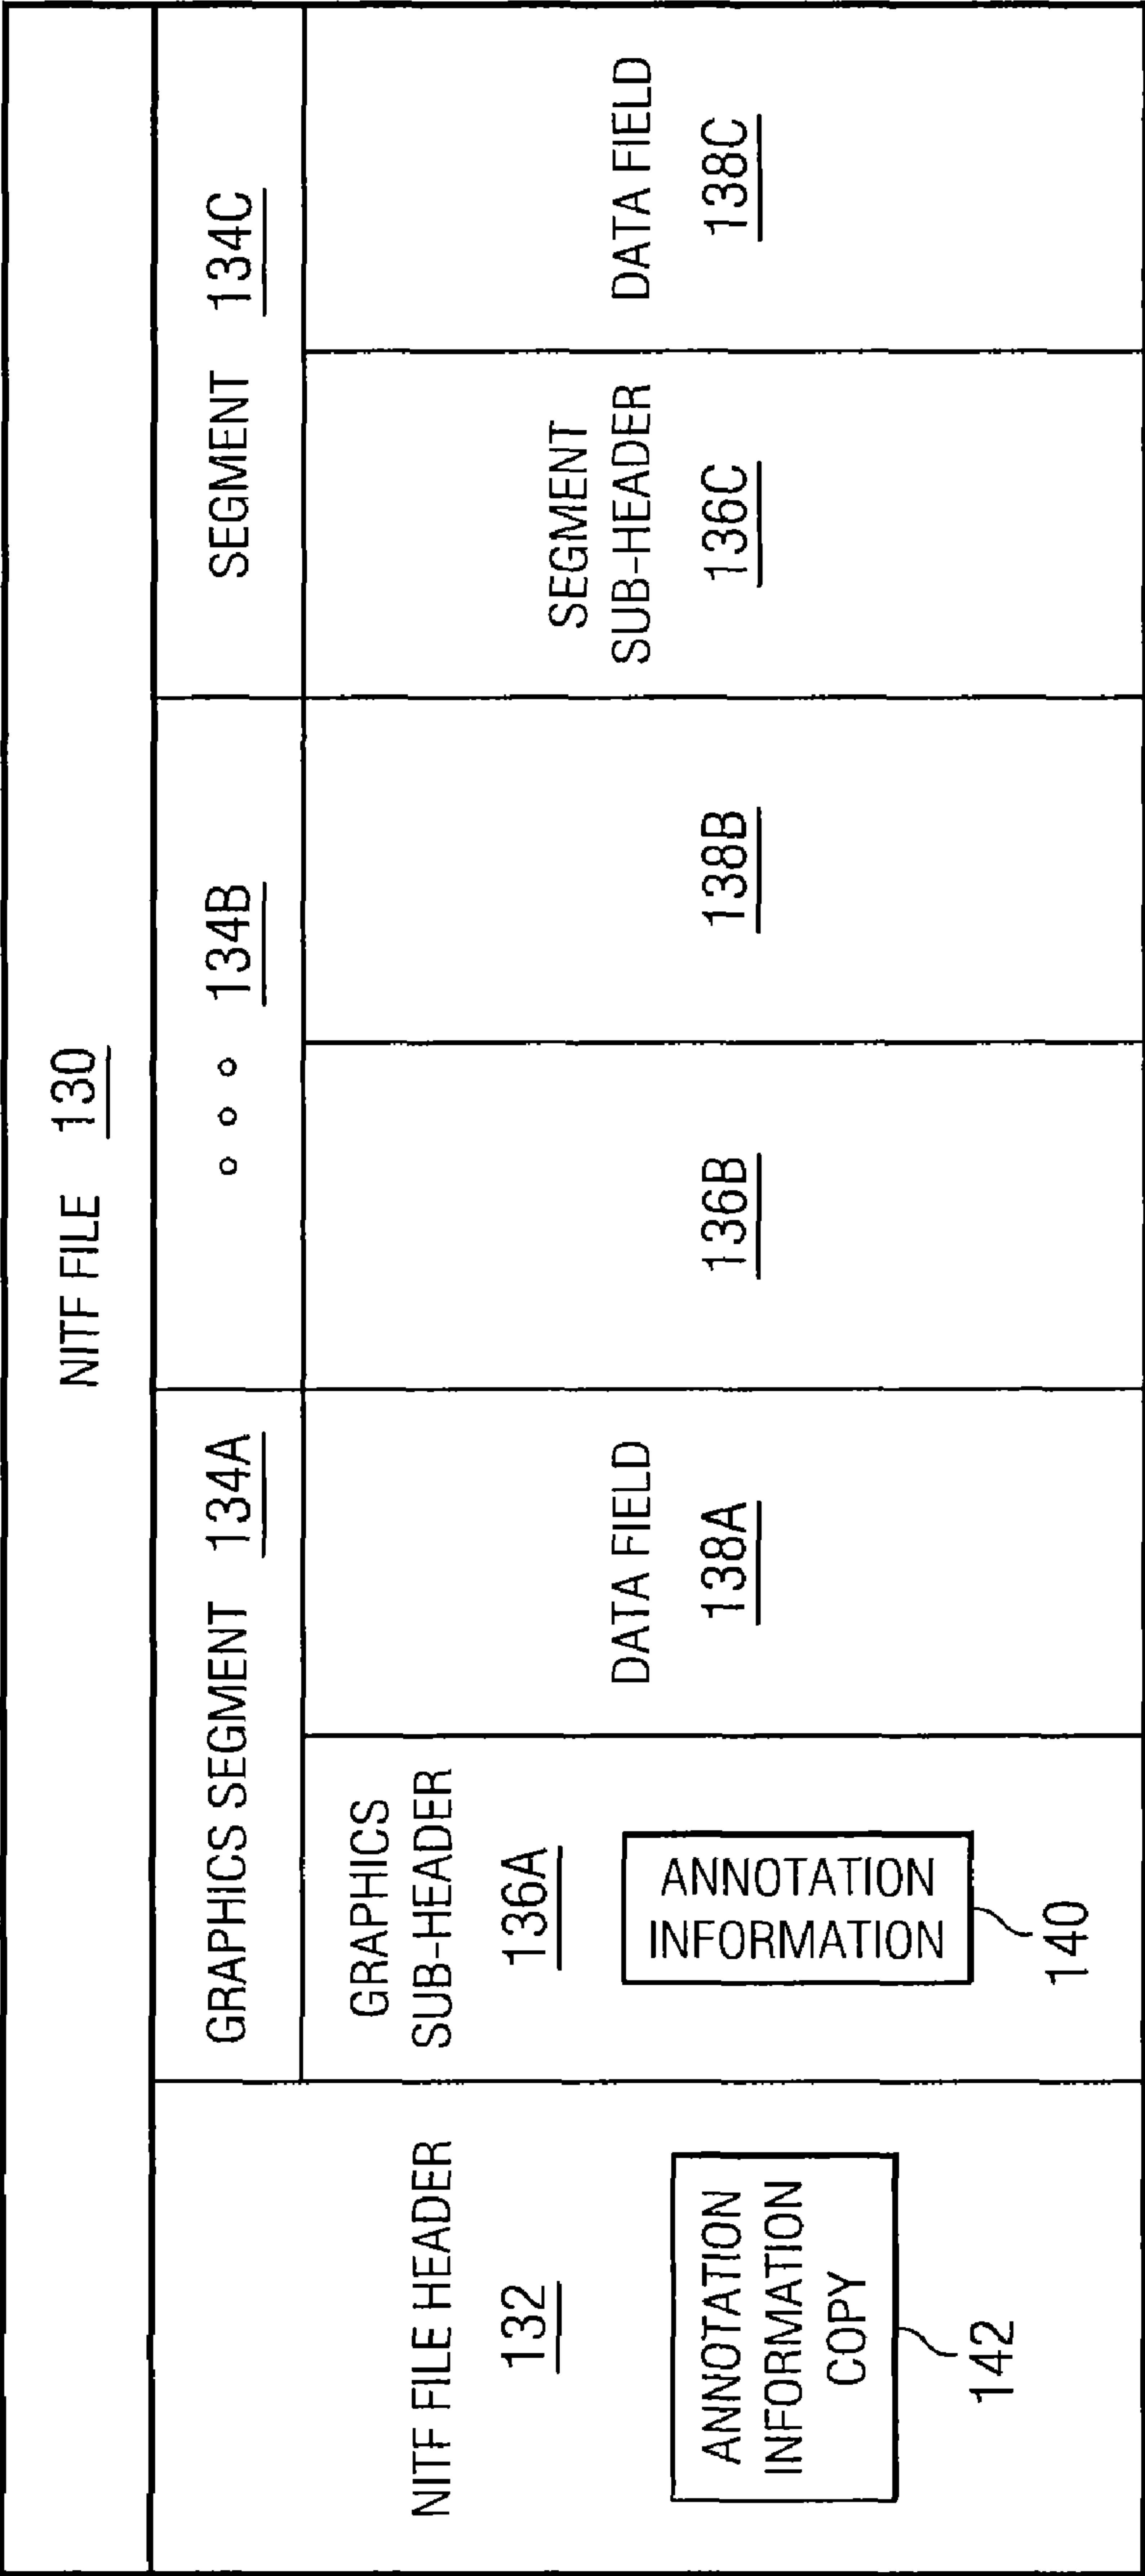 NITF FILE 130
GRAPHICS SEGMENT 134A
134B
SEGMENT 134C
NITF FILE HEADER
132
ANNOTATION
INFORMATION
COPY
142
GRAPHICS
SUB-HEADER
136A
ANNOTATION
INFORMATION
140
DATA FIELD
138A
136B
138B
SEGMENT
SUB-HEADER
136C
DATA FIELD
138C